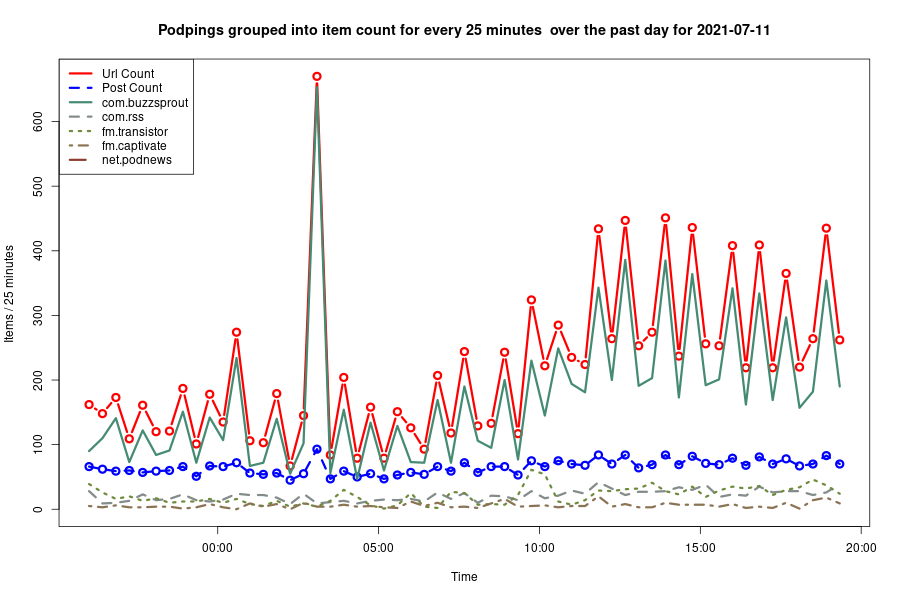 Podpings grouped into item count for every 25 minutes  over the past day for 2021-07-11
Url Count
Post Count
com.buzzsprout
com.rss
fm.transistor
fm.captivate
net.podnews
Items / 25 minutes
600
500
400
300
200
100
0
00:00
05:00
10:00
15:00
20:00
Time